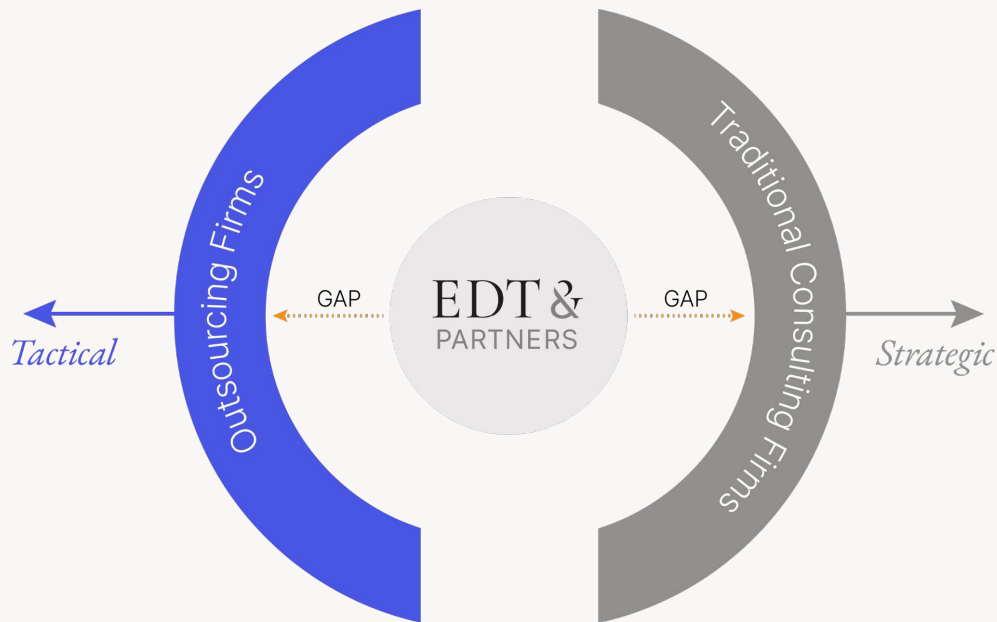 Outsourcing Firms
Traditional Consulting Firms
GAP
GAP
EDT &
PARTNERS
Tactical
Strategic